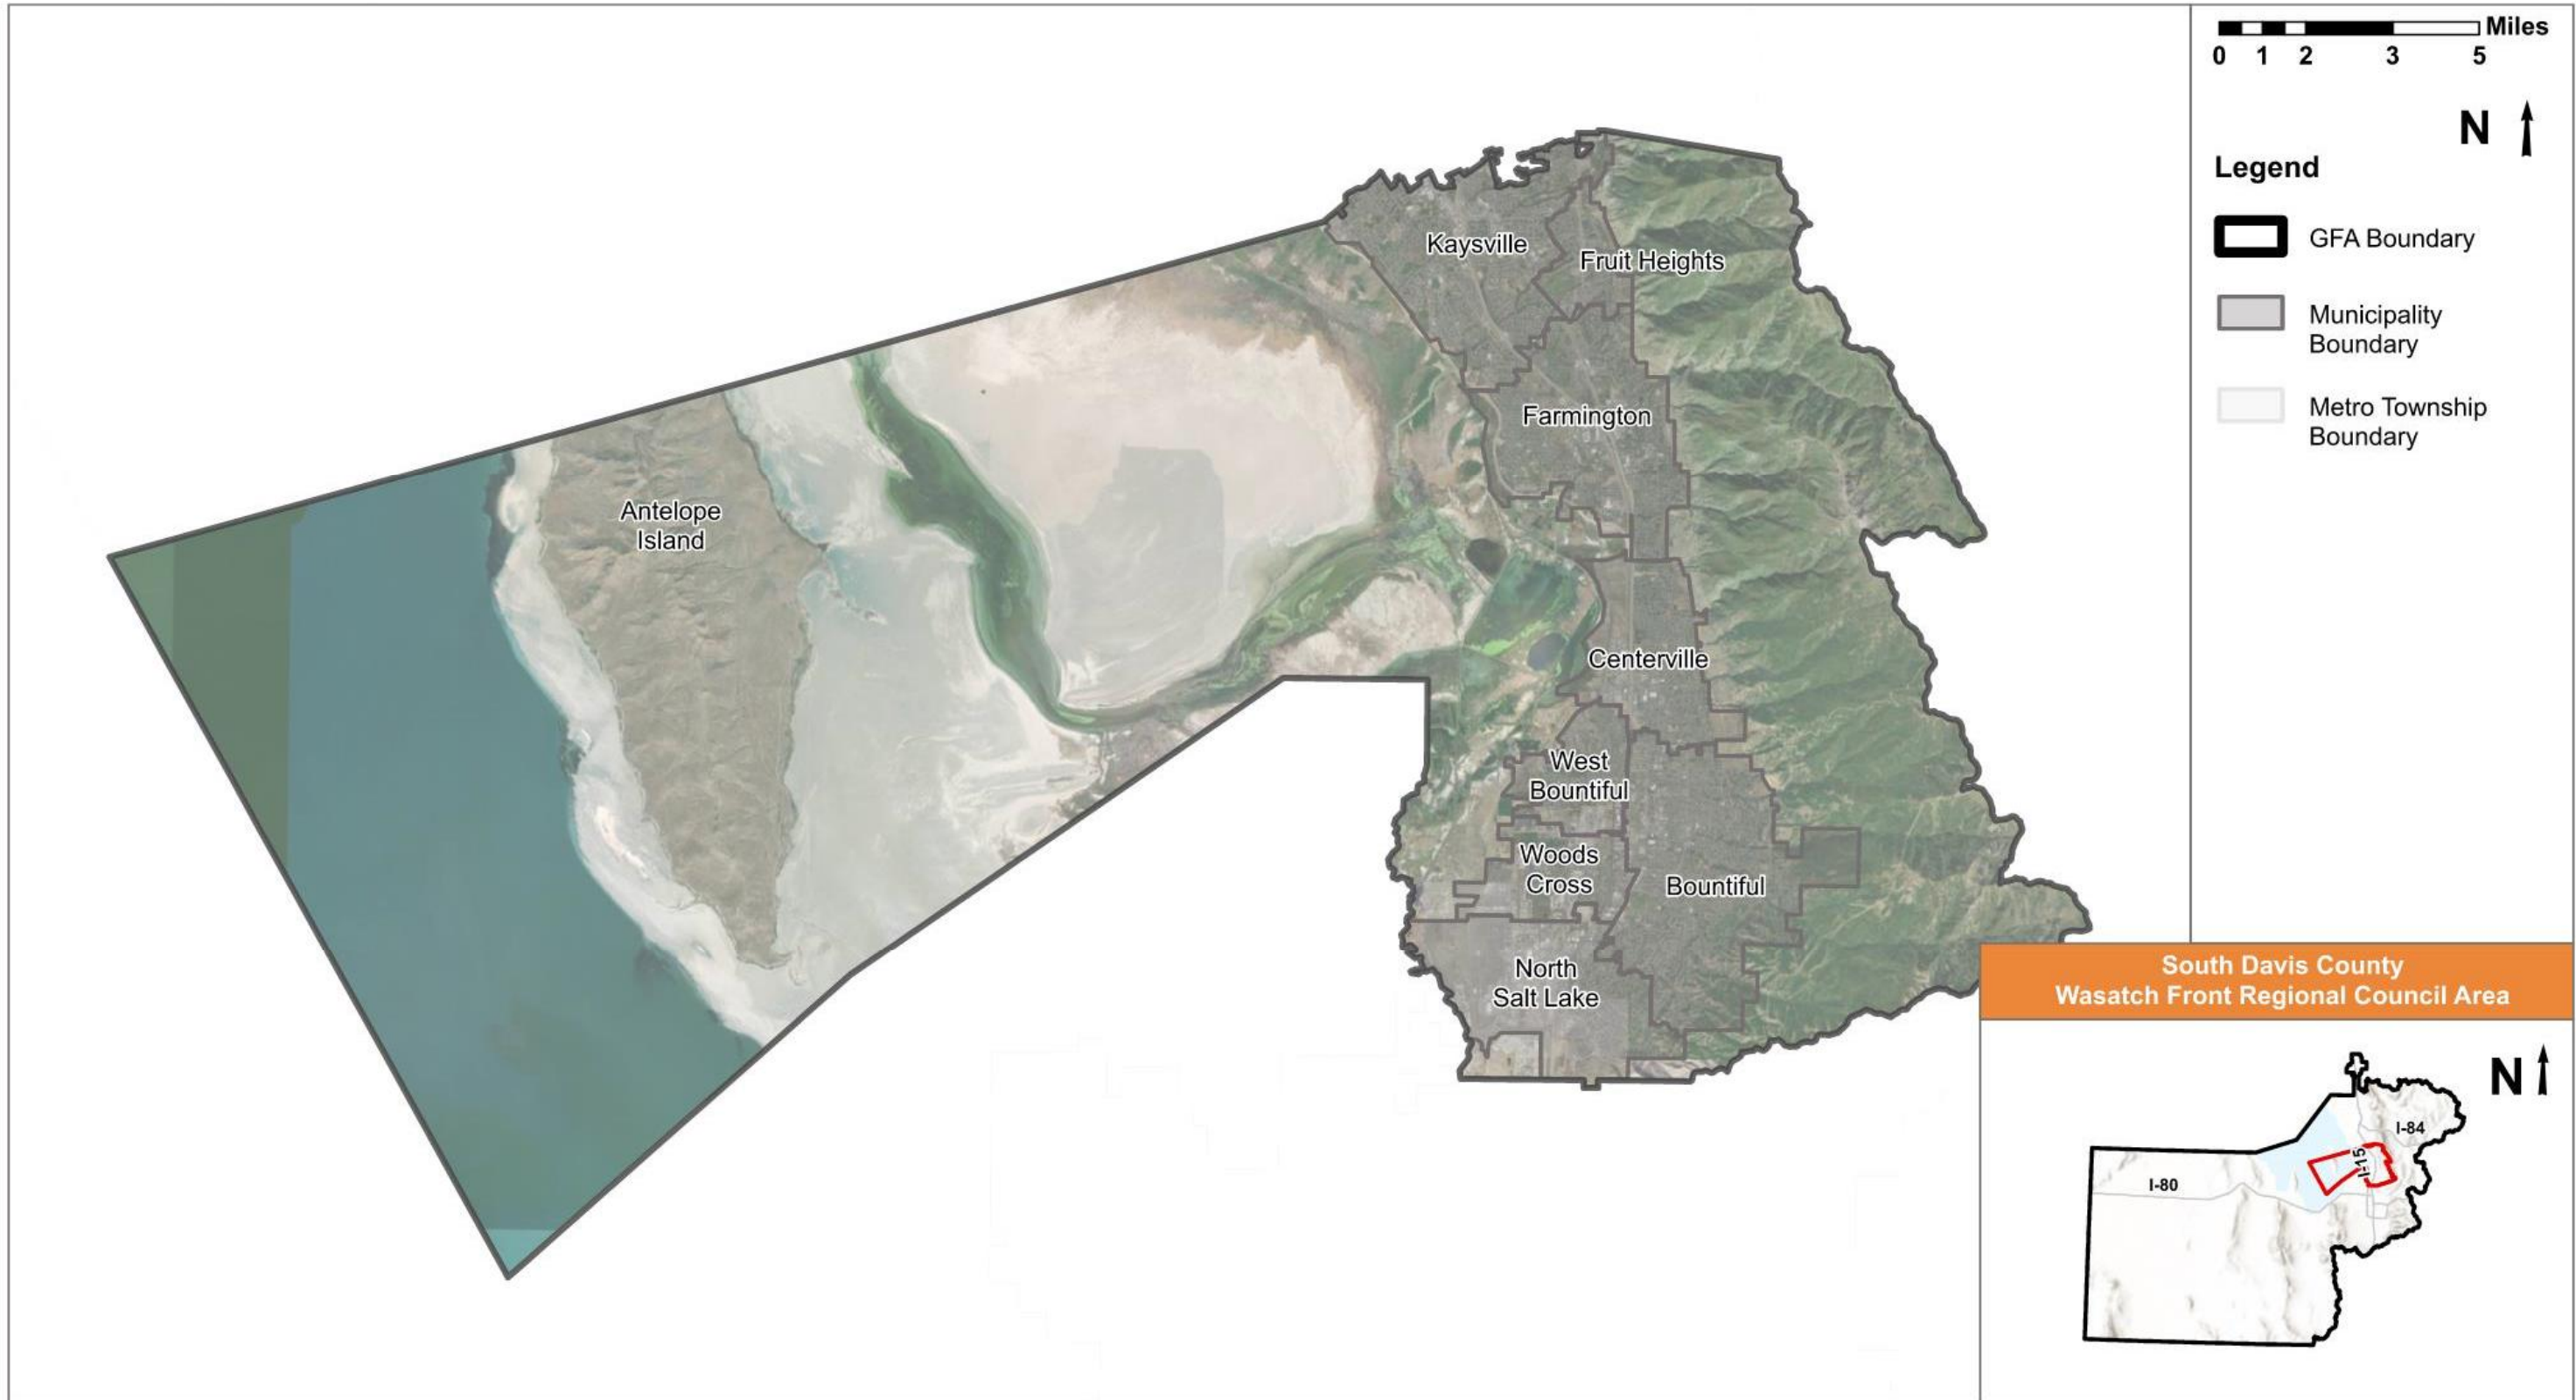 Miles
0 1 2 3 5
N
Legend
GFA Boundary
Municipality
Boundary
Metro Township
Boundary
Kaysville
Fruit Heights
Farmington
Antelope
Island
Centerville
West
Bountiful
Woods
Cross
Bountiful
North
Salt Lake
South Davis County
Wasatch Front Regional Council Area
N
I-84
I-15
I-80